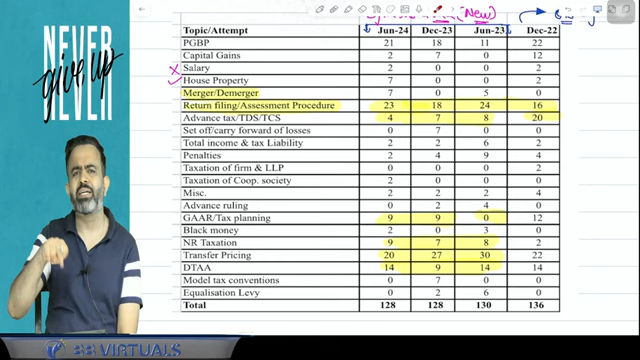 NEVER
give up
NEVER
(New)
Topic/Attempt Jun-24 Dec-23 Jun-23 Dec-22
PGBP 21 18 11 22
Capital Gains 2 7 0 12
Salary 2 0 0 2
House Property 7 0 0 2
Merger/Demerger 7 0 5 0
Return filing/Assessment Procedure 23 18 24 16
Advance tax/TDS/TCS 4 7 8 20
Set off/carry forward of losses 0 7 0 0
Total income & tax Liability 2 2 6 2
Penalties 2 4 9 4
Taxation of firm & LLP 0 0 0 2
Taxation of Coop. society 2 0 0 0
Misc. 2 2 2 4
Advance ruling 0 2 4 0
GAAR/Tax planning 9 9 0 12
Black money 2 0 3 0
NR Taxation 9 7 8 2
Transfer Pricing 20 27 30 22
DTAA 14 9 14 14
Model tax conventions 0 7 0 0
Equalisation Levy 0 2 6 0
Total 128 128 130 136
VIRTUALS